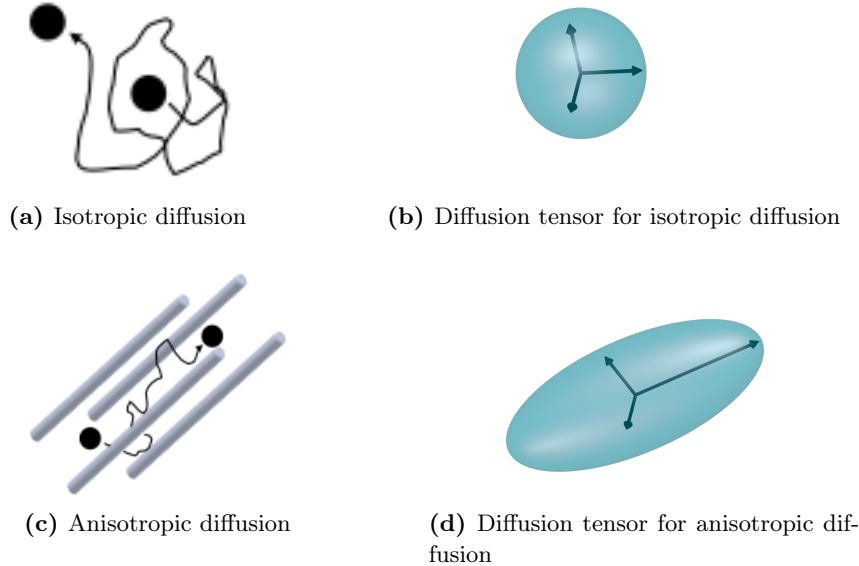 (a) Isotropic diffusion
(b) Diffusion tensor for isotropic diffusion
(c) Anisotropic diffusion
(d) Diffusion tensor for anisotropic dif-
fusion